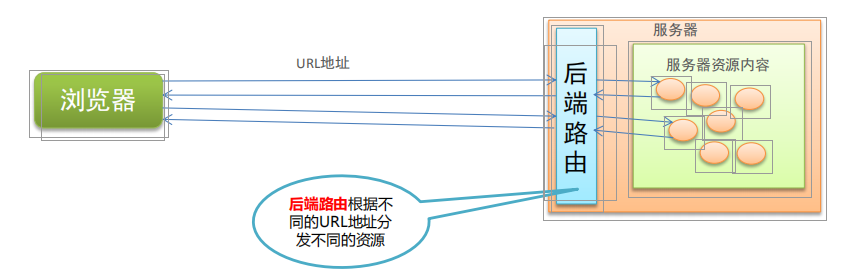 服务器
URL地址
服务器资源内容
浏览器
后端路由
后端路由根据不
同的URL地址分
发不同的资源